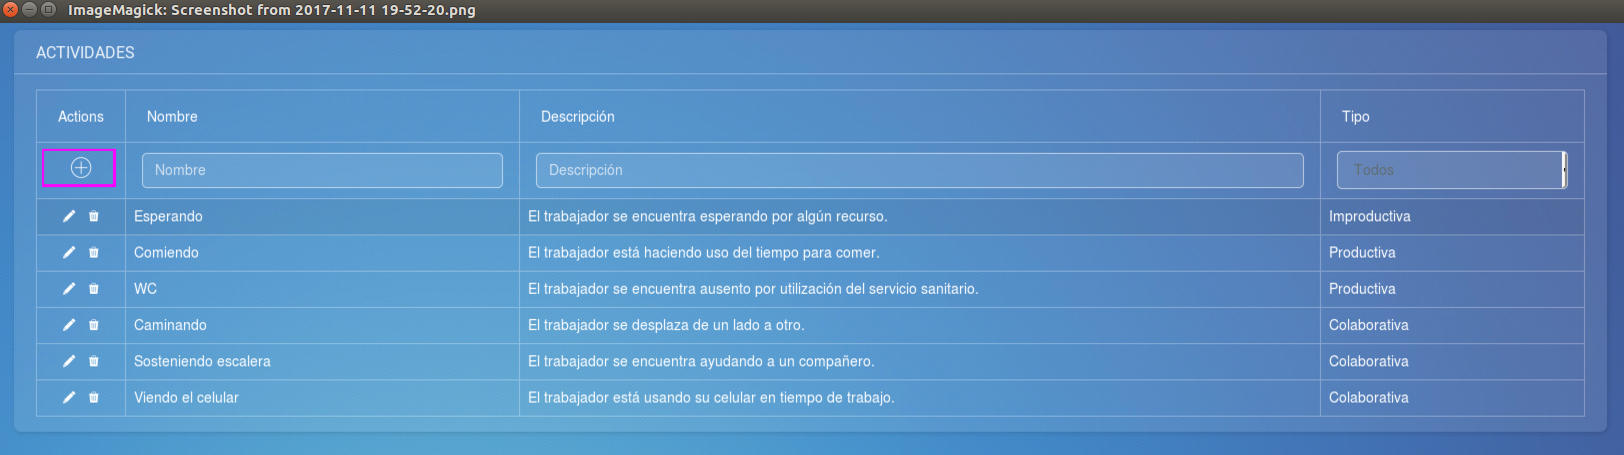 ImageMagick: Screenshot from 2017-11-11 19-52-20.png
ACTIVIDADES
Actions Nombre Descripción Tipo
Nombre Descripción Todos
Esperando El trabajador se encuentra esperando por algún recurso. Improductiva
Comiendo El trabajador está haciendo uso del tiempo para comer. Productiva
WC El trabajador se encuentra ausento por utilización del servicio sanitario. Productiva
Caminando El trabajador se desplaza de un lado a otro. Colaborativa
Sosteniendo escalera El trabajador se encuentra ayudando a un compañero. Colaborativa
Viendo el celular El trabajador está usando su celular en tiempo de trabajo. Colaborativa